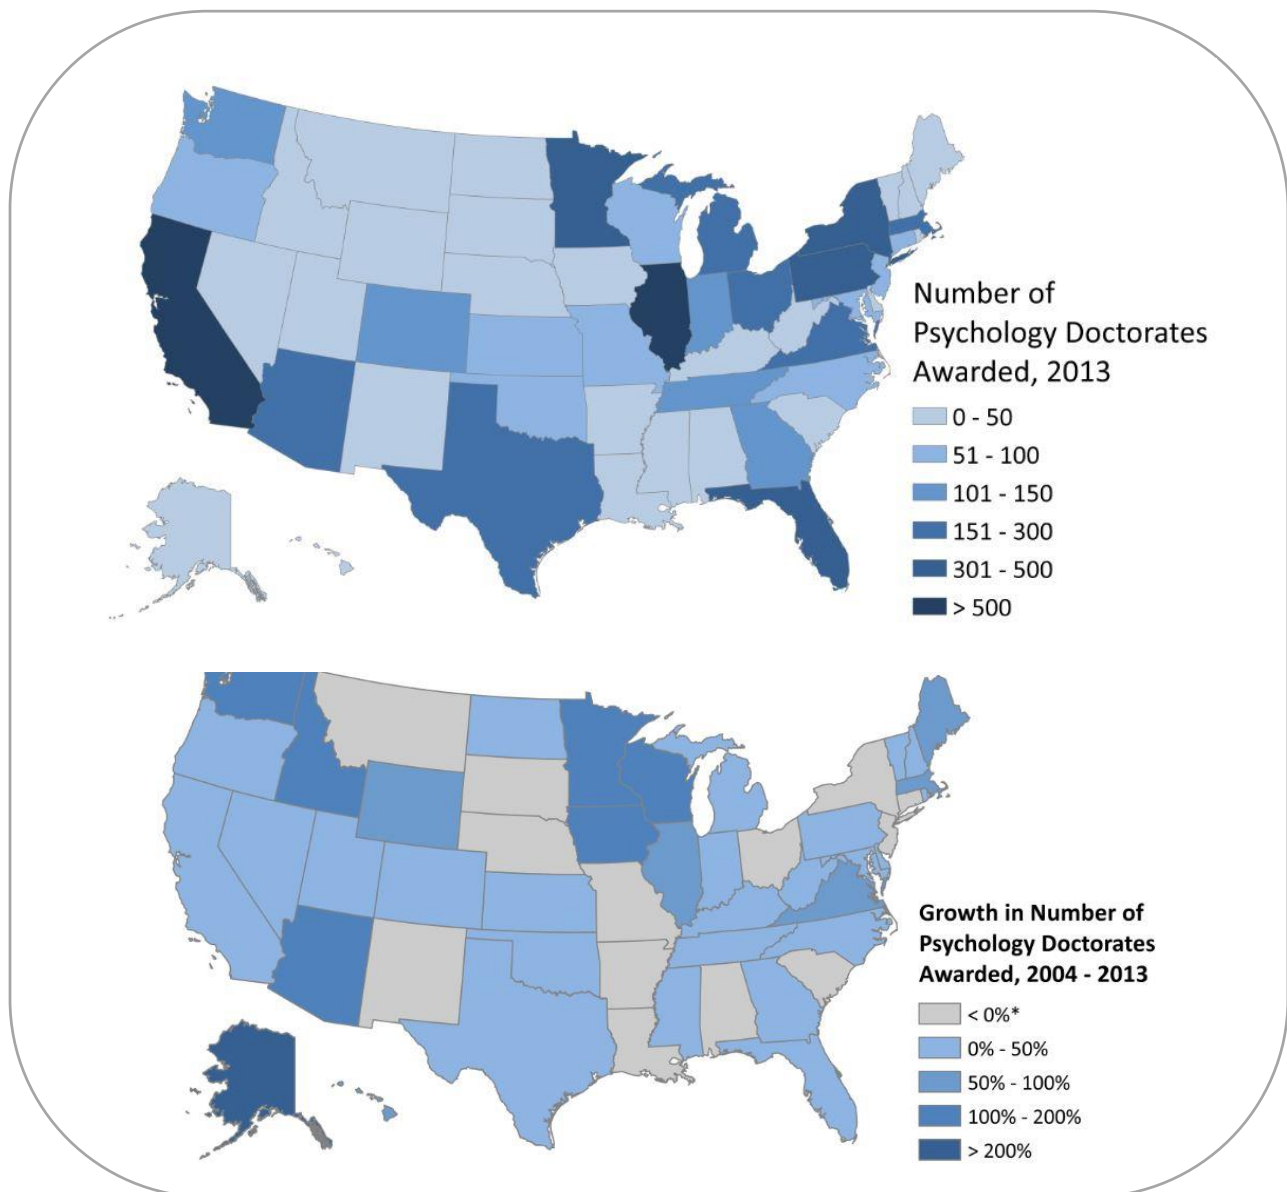 Number of
Psychology Doctorates
Awarded, 2013
0 - 50
51 - 100
101 - 150
151 - 300
301 - 500
> 500
Growth in Number of
Psychology Doctorates
Awarded, 2004 - 2013
< 0%*
0% - 50%
50% - 100%
100% - 200%
> 200%